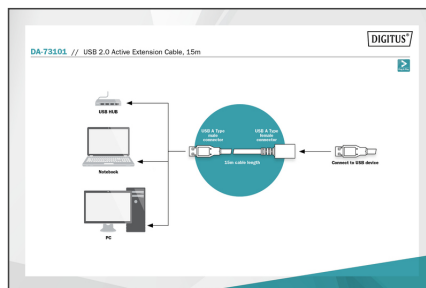 DIGITUS®
DA-73101 // USB 2.0 Active Extension Cable, 15m
USB HUB
USB A Type
male
connector
USB A Type
female
connector
15m cable length
Notebook
Connect to USB device
PC